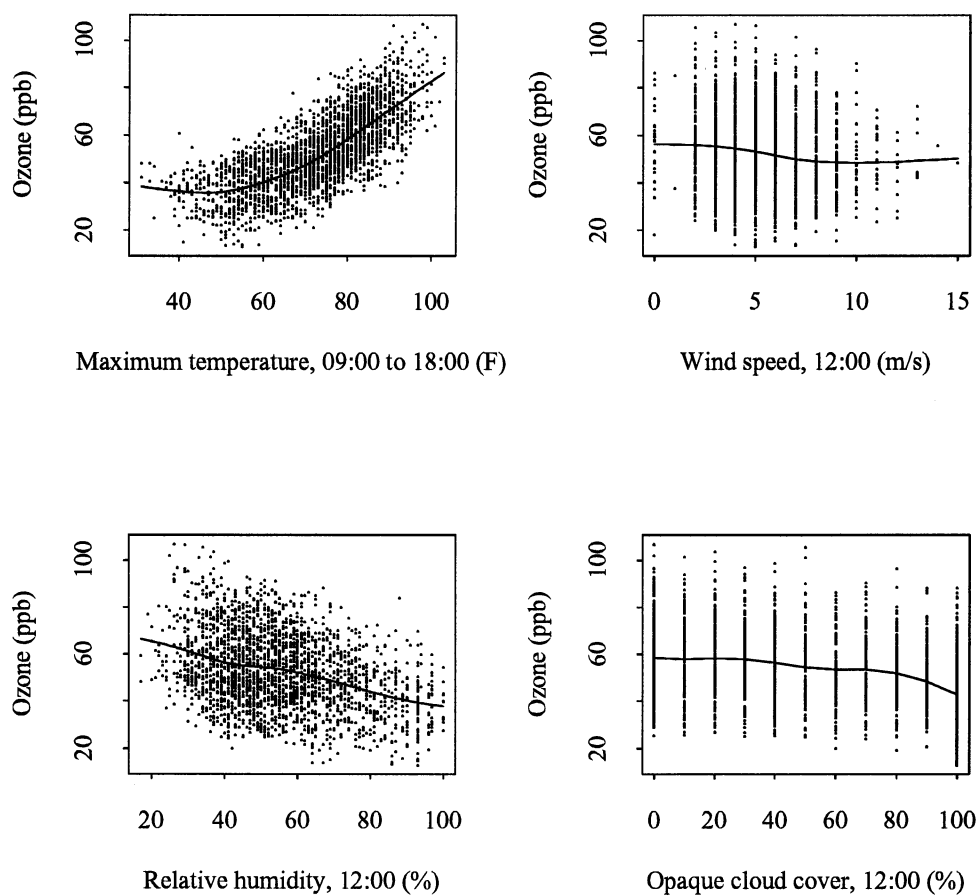 Ozone (ppb)
100
60
20
40 60 80 100
Maximum temperature, 09:00 to 18:00 (F)
Ozone (ppb)
100
60
20
0 5 10 15
Wind speed, 12:00 (m/s)
Ozone (ppb)
100
60
20
20 40 60 80 100
Relative humidity, 12:00 (%)
Ozone (ppb)
100
60
20
0 20 40 60 80 100
Opaque cloud cover, 12:00 (%)